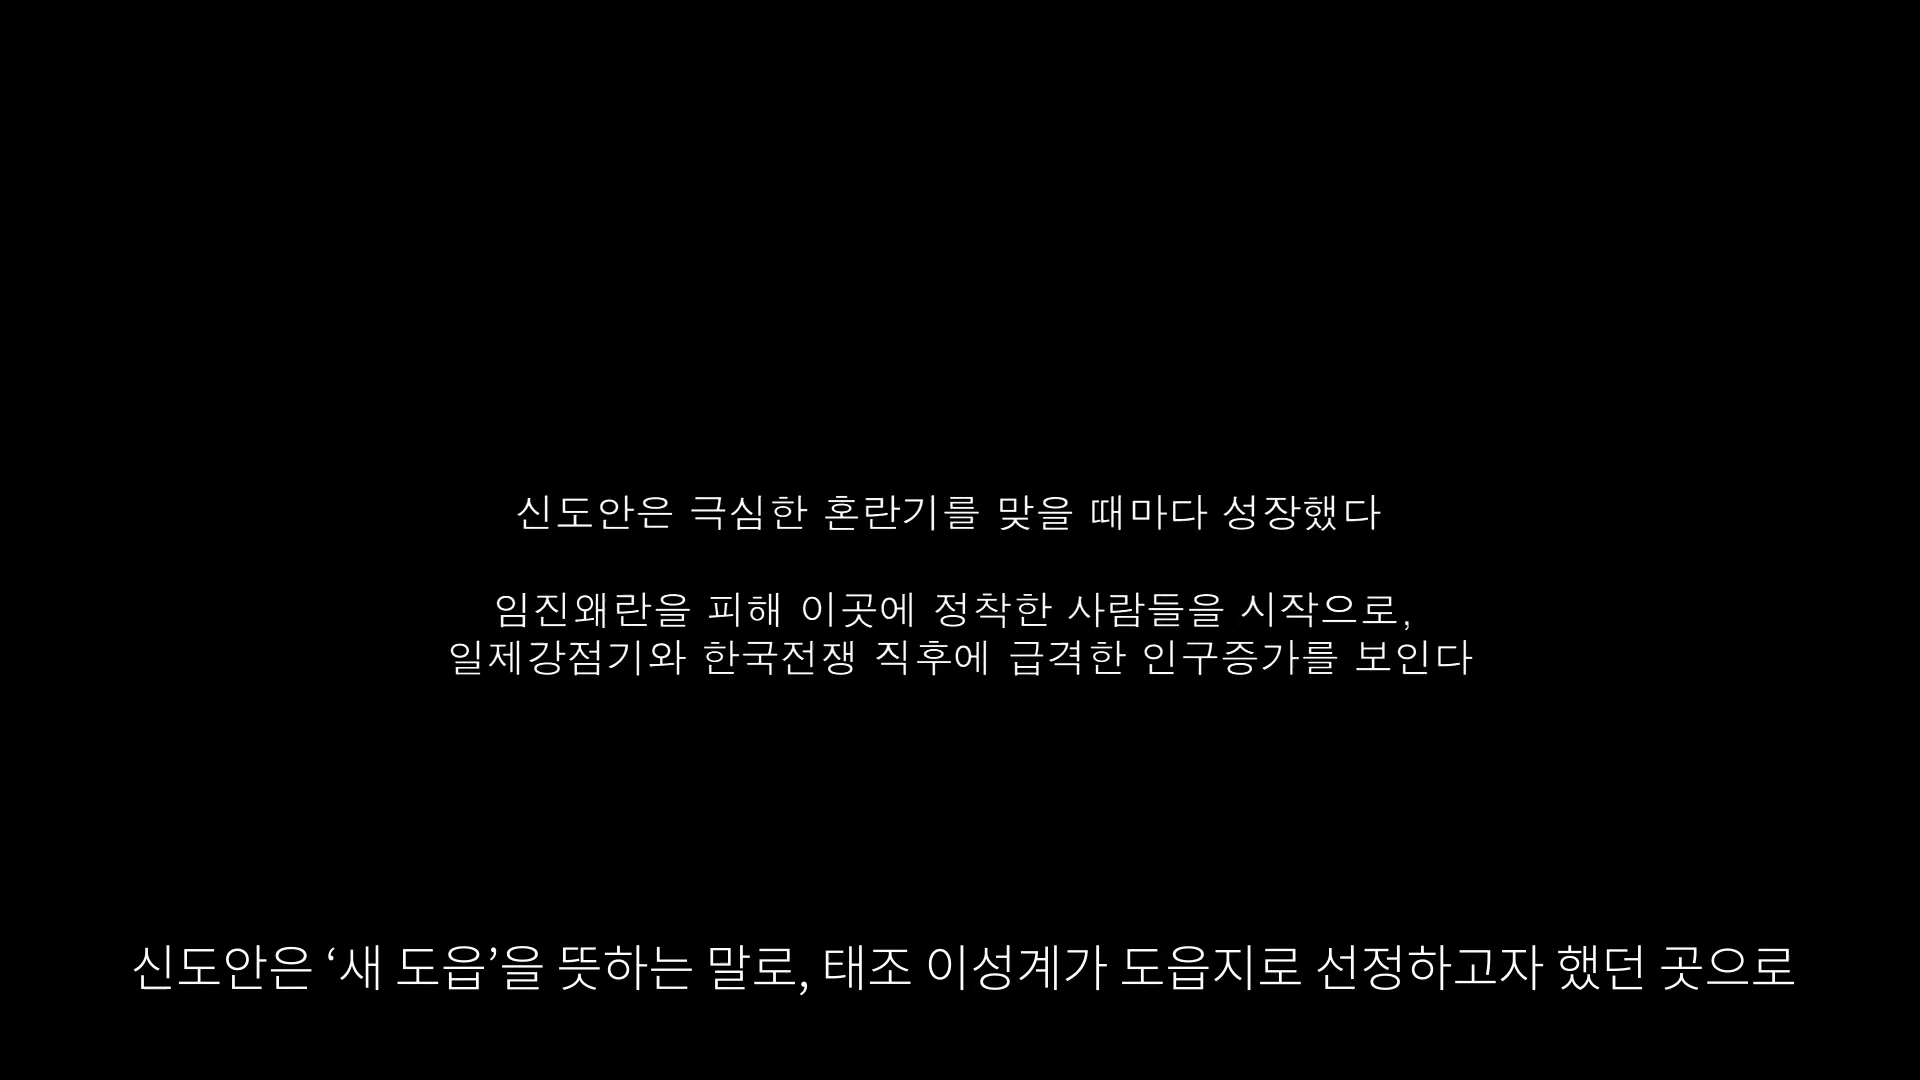 신도안은 극심한 혼란기를 맞을 때마다 성장했다
임진왜란을 피해 이곳에 정착한 사람들을 시작으로,
일제강점기와 한국전쟁 직후에 급격한 인구증가를 보인다
신도안은 ‘새 도읍’을 뜻하는 말로, 태조 이성계가 도읍지로 선정하고자 했던 곳으로